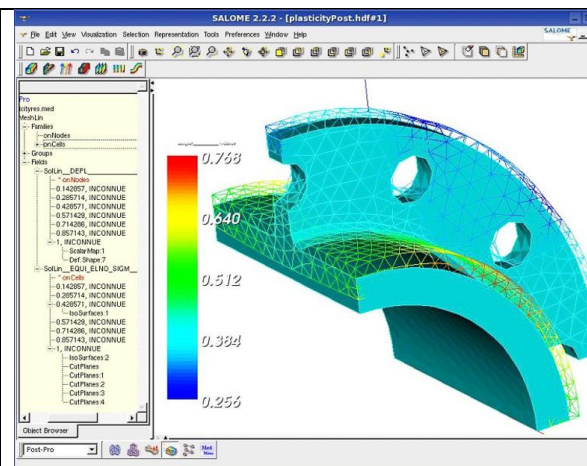 SALOME 2.2.2 - [plasticityPost.hdf#1]
File Edit View Visualization Selection Representation Tools Preferences Window Help
SALOME
Pro
icityres.med
MeshLin
Families
onNodes
onCells
Groups
Fields
SolLin__DEPL
* onNodes
0.142857, INCONNUE
0.285714, INCONNUE
0.428571, INCONNUE
0.571429, INCONNUE
0.714286, INCONNUE
0.857143, INCONNUE
1, INCONNUE
ScalarMap:1
Def.Shape:7
SolLin__EQUI_ELNO_SIGM
* onCells
0.142857, INCONNUE
0.285714, INCONNUE
0.428571, INCONNUE
IsoSurfaces:1
0.571429, INCONNUE
0.714286, INCONNUE
0.857143, INCONNUE
1, INCONNUE
IsoSurfaces:2
CutPlanes
CutPlanes:1
CutPlanes:2
CutPlanes:3
CutPlanes:4
Object Browser
0.768
0.640
0.512
0.384
0.256
Post-Pro
Med